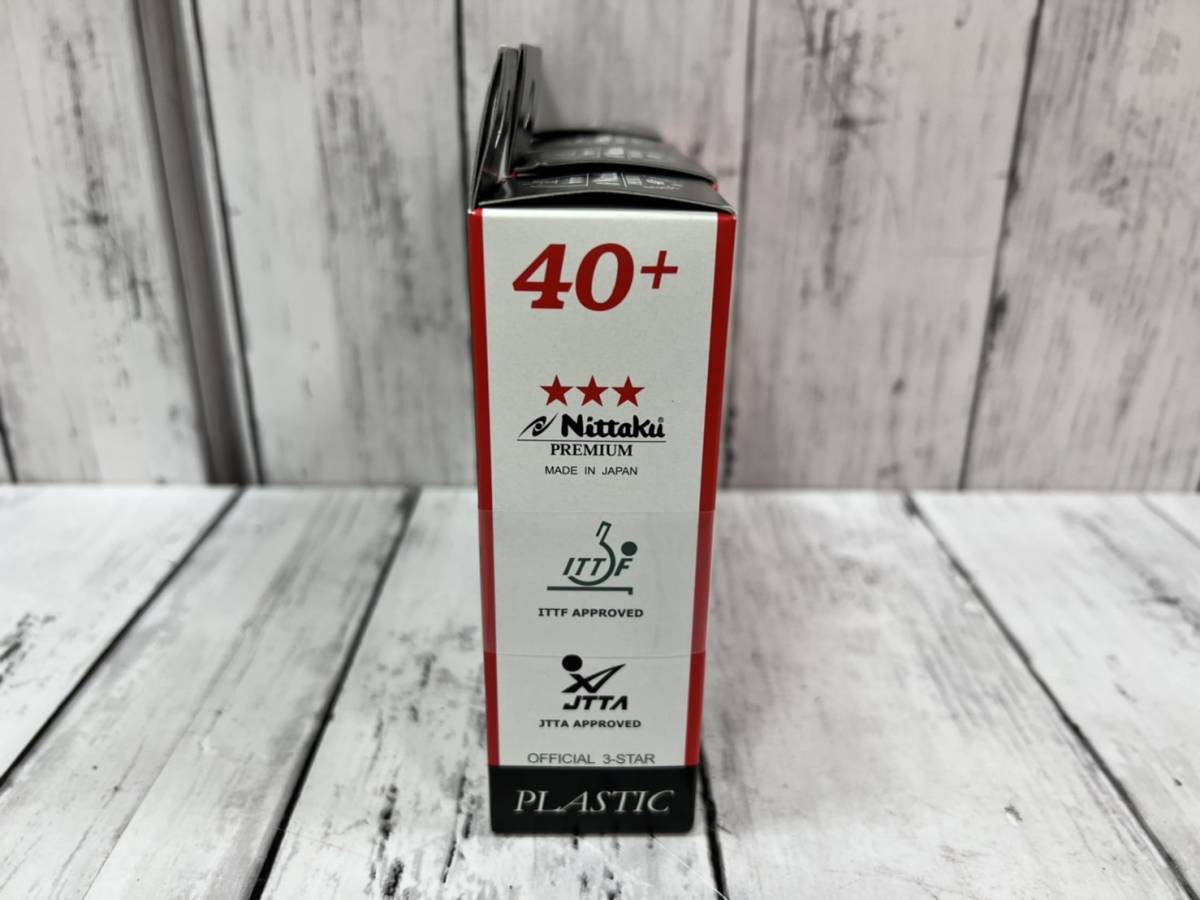 40+
★★★
Nittaku®
PREMIUM
MADE IN JAPAN
ITTF
ITTF APPROVED
JTTA
JTTA APPROVED
OFFICIAL 3-STAR
PLASTIC